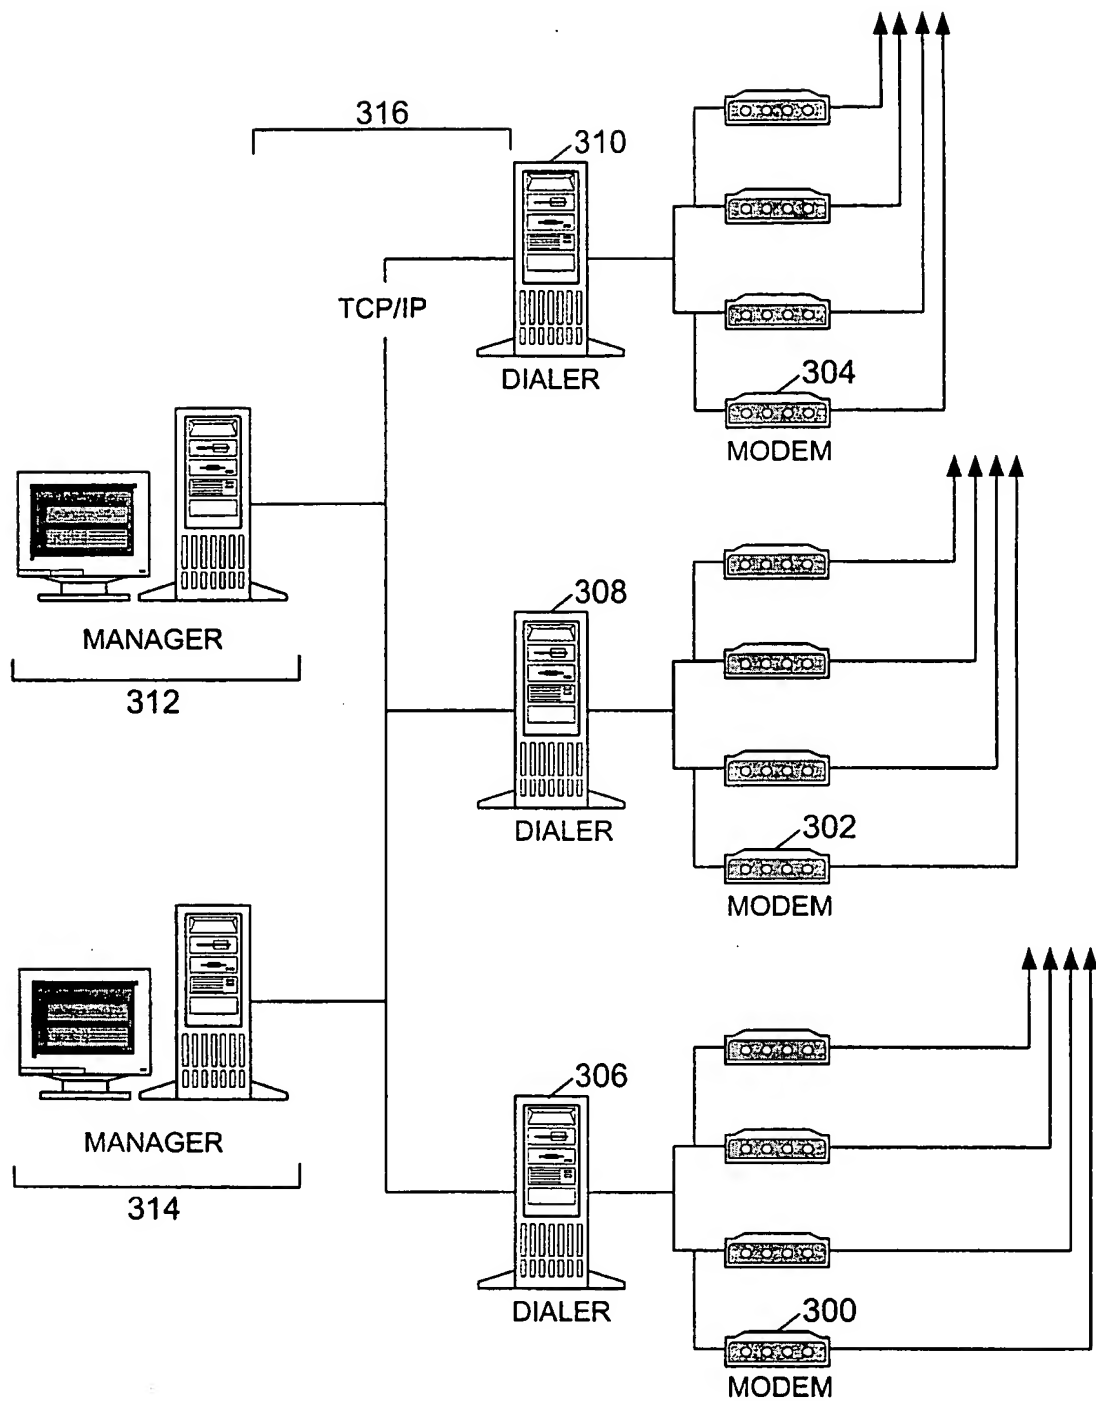 316
310
TCP/IP
DIALER
304
MODEM
308
MANAGER
312
DIALER
302
MODEM
306
MANAGER
314
DIALER
300
MODEM